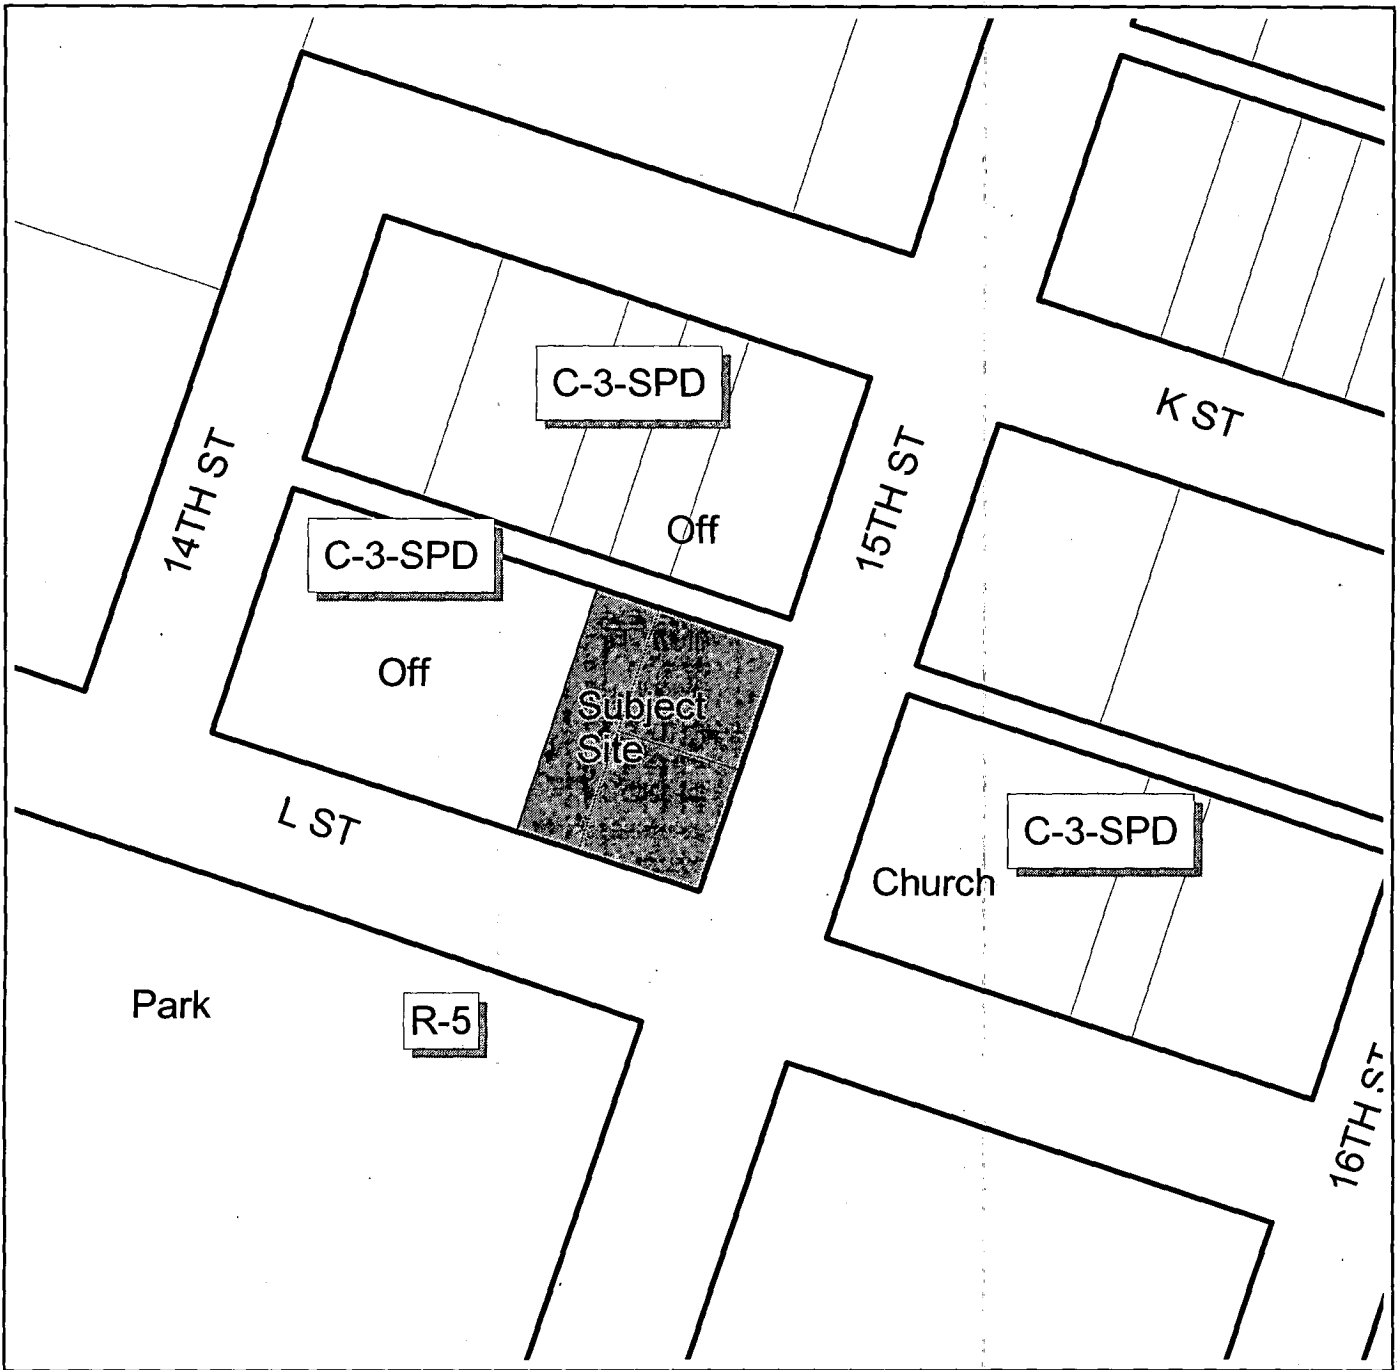 C-3-SPD
K ST
14TH ST
15TH ST
Off
C-3-SPD
Off
Subject
Site
L ST
C-3-SPD
Church
Park
R-5
16TH ST